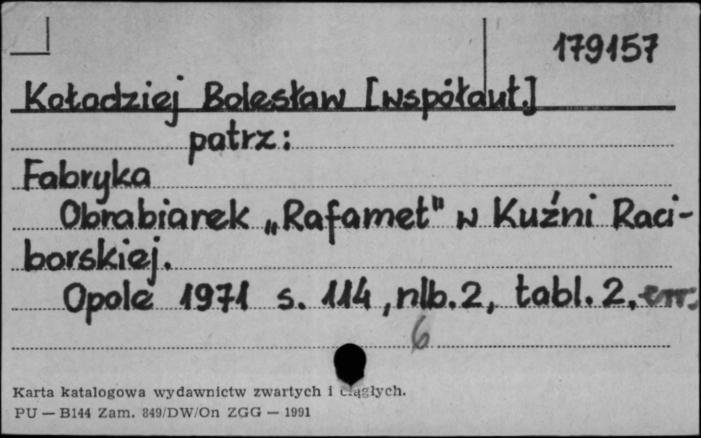 179157
Kołodziej Bolesław [współaut.]
patrz:
Fabryka
Obrabiarek „Rafamet" w Kuźni Raci-
borskiej.
Opole 1971 s. 114, nlb. 2, tabl. 2, err.
6
Karta katalogowa wydawnictw zwartych i ciągłych.
PU — B144 Zam. 849/DW/On ZGG — 1991